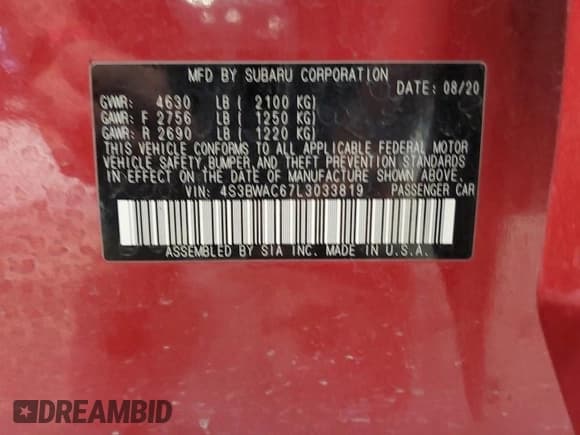 MFD BY SUBARU CORPORATION
DATE: 08/20
GVWR: 4630 LB ( 2100 KG)
GAWR: F 2756 LB ( 1250 KG)
GAWR: R 2690 LB ( 1220 KG)
THIS VEHICLE CONFORMS TO ALL APPLICABLE FEDERAL MOTOR
VEHICLE SAFETY,BUMPER,AND THEFT PREVENTION STANDARDS
IN EFFECT ON THE DATE OF MANUFACTURE SHOWN ABOVE.
VIN: 4S3BWAC67L3033819 PASSENGER CAR
ASSEMBLED BY SIA INC. MADE IN U.S.A.
DREAMBID